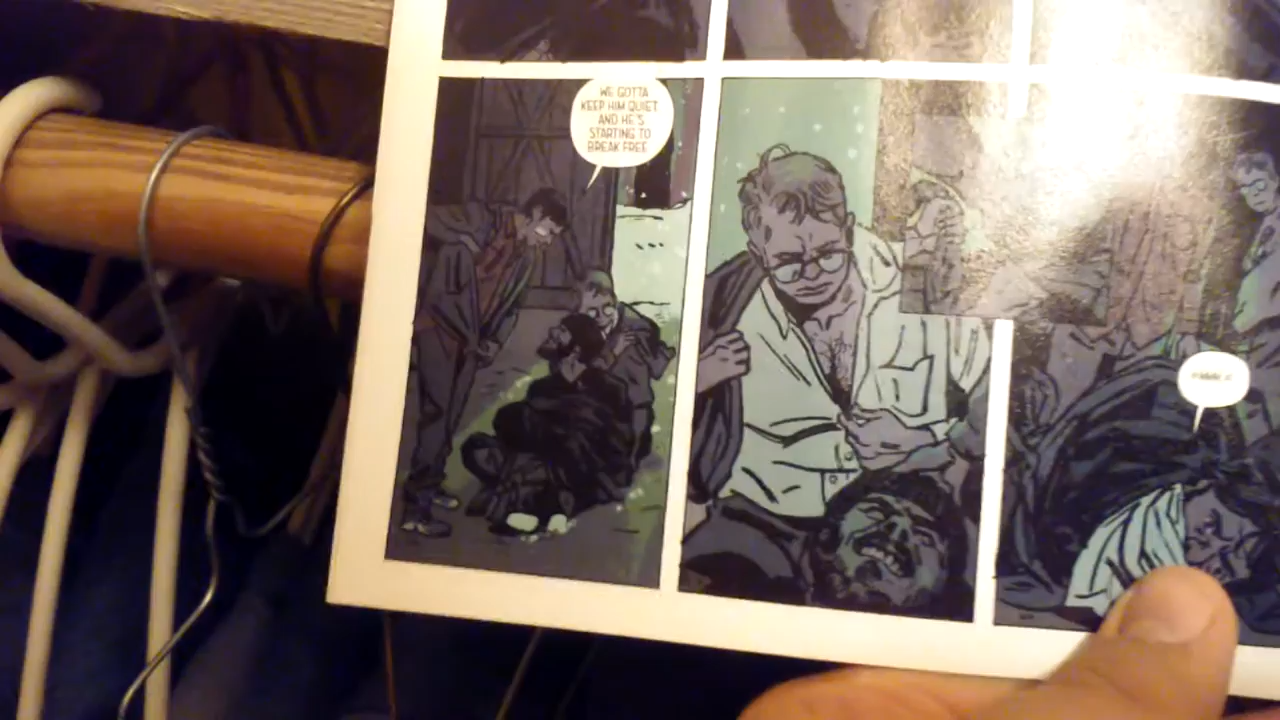 WE GOTTA
KEEP HIM QUIET
AND HE'S
STARTING TO
BREAK FREE